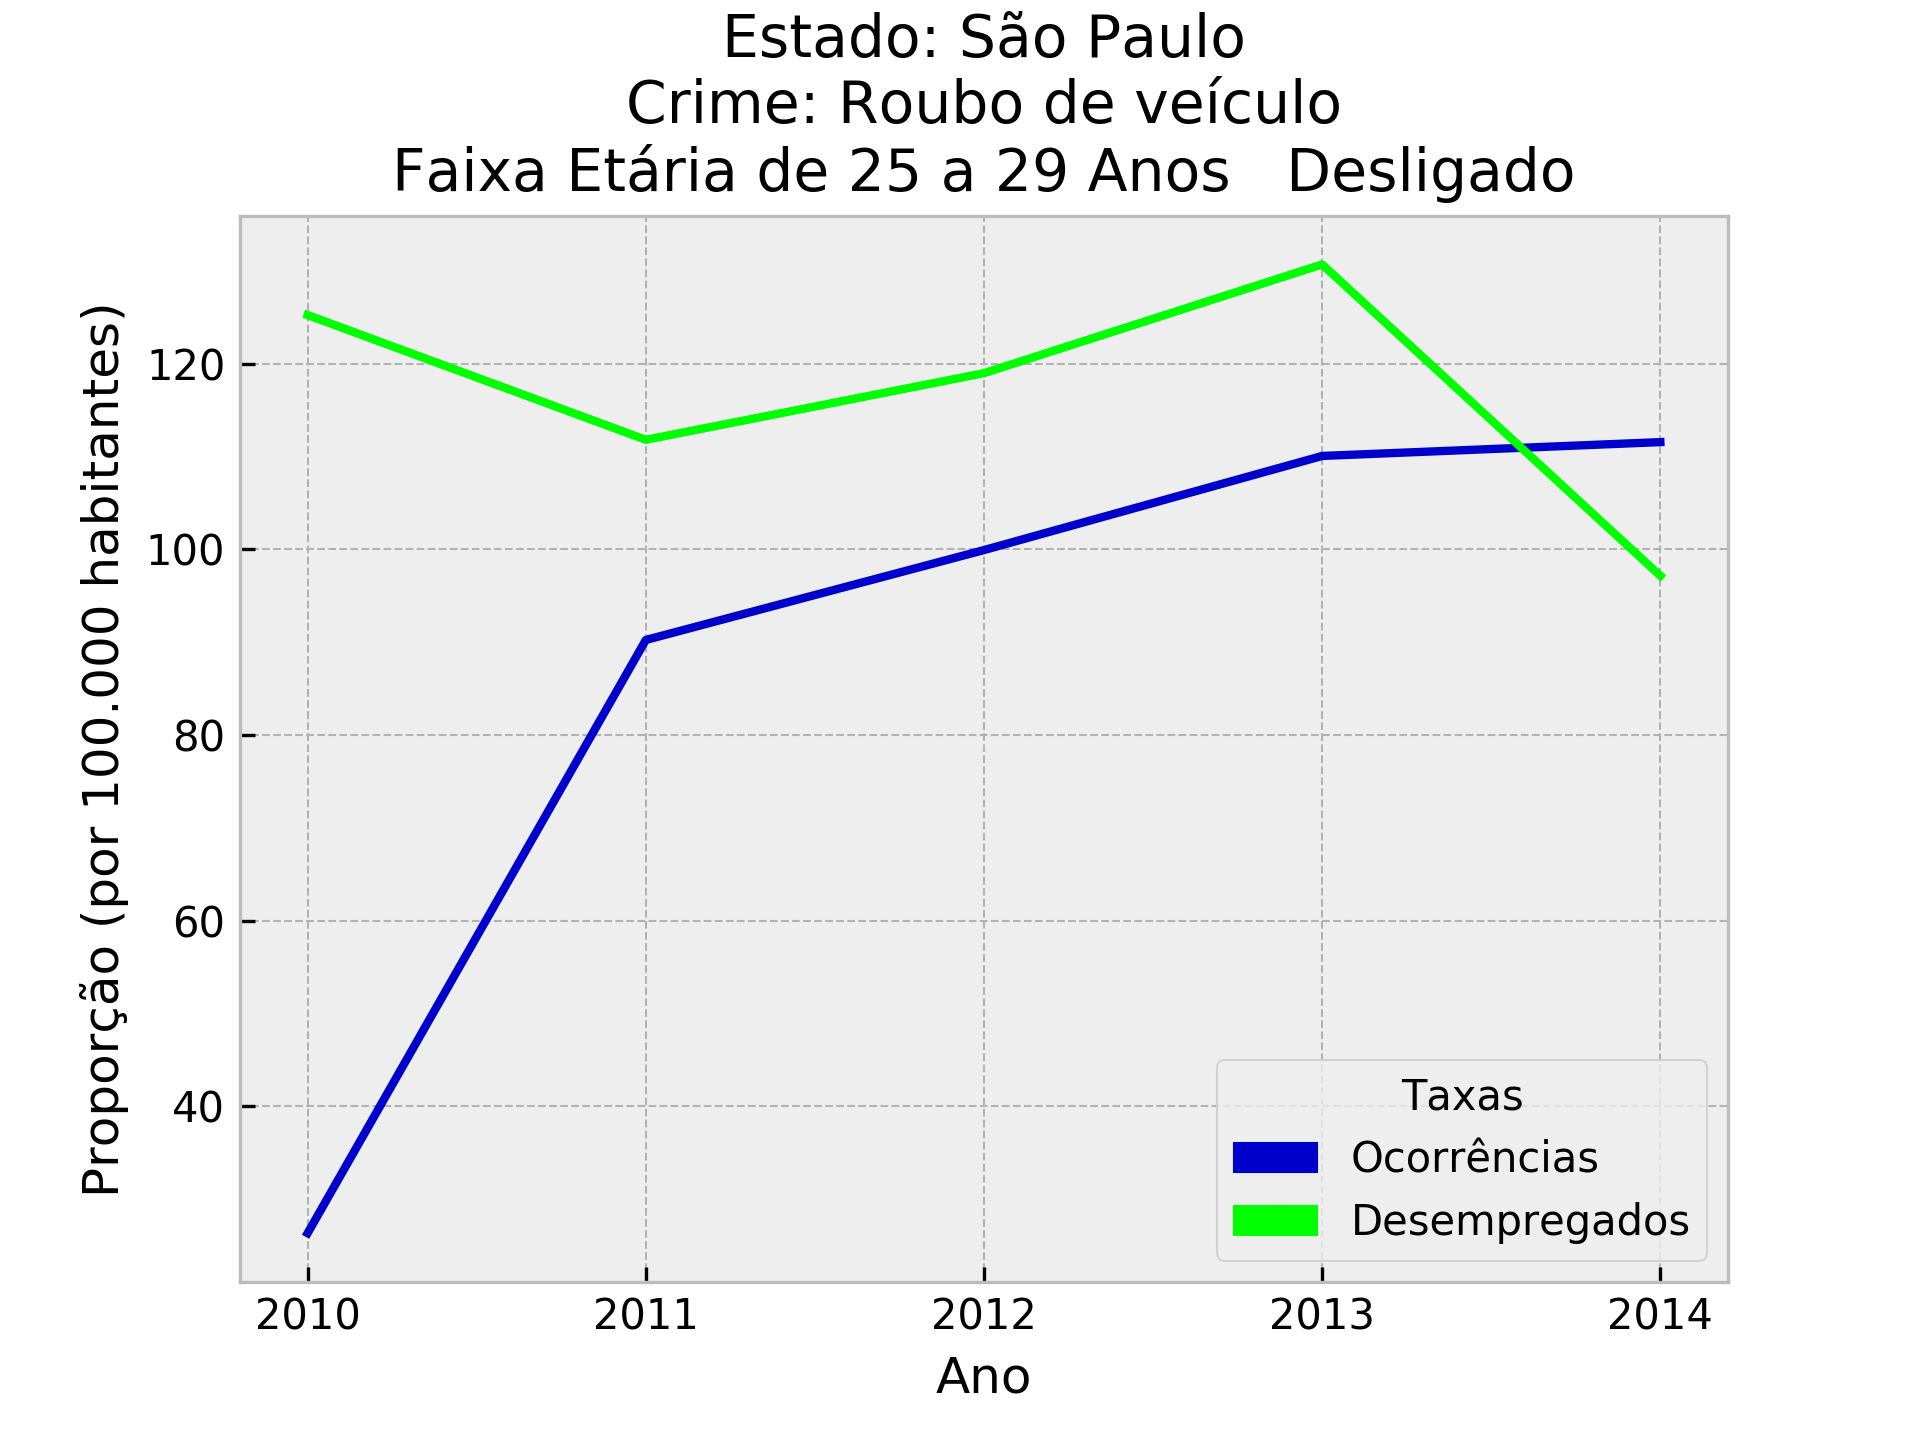 Estado: São Paulo
Crime: Roubo de veículo
Faixa Etária de 25 a 29 Anos   Desligado
Proporção (por 100.000 habitantes)
120
100
80
60
40
Taxas
Ocorrências
Desempregados
2010 2011 2012 2013 2014
Ano